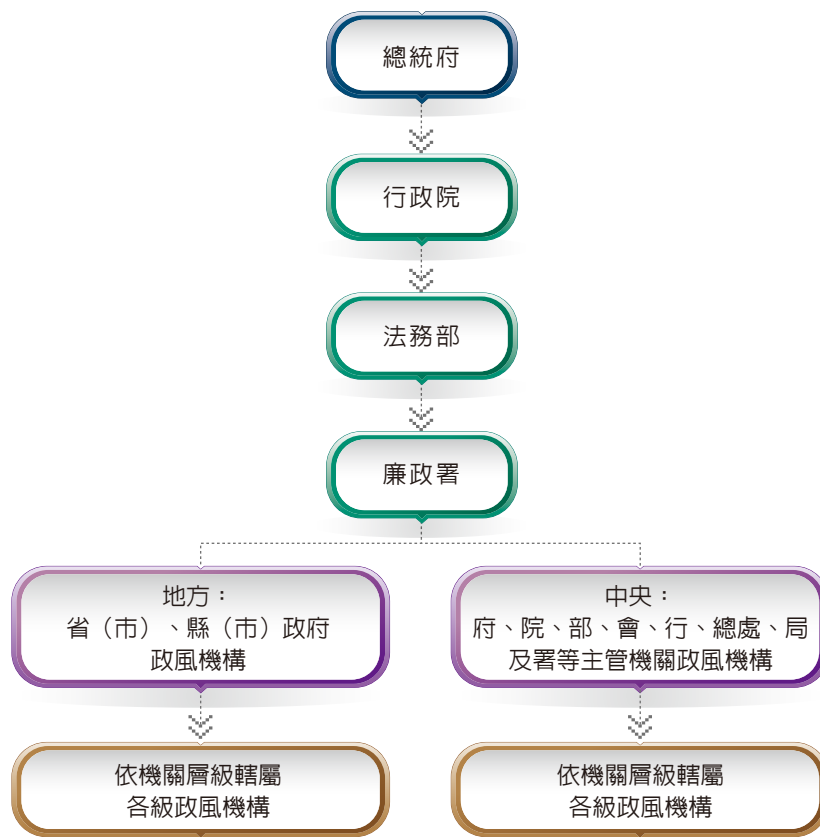 總統府
行政院
法務部
廉政署
地方：
省（市）、縣（市）政府
政風機構
中央：
府、院、部、會、行、總處、局
及署等主管機關政風機構
依機關層級轄屬
各級政風機構
依機關層級轄屬
各級政風機構